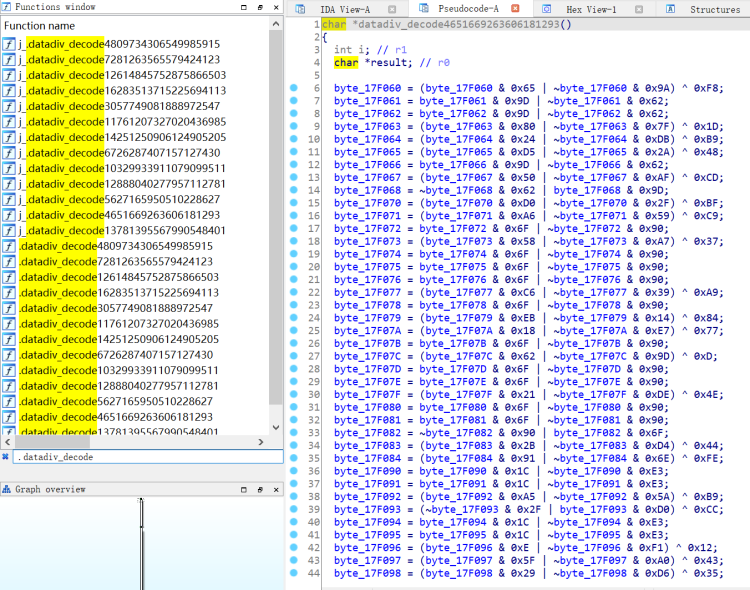 Functions window
Function name
j_.datadiv_decode4809734306549985915
j_.datadiv_decode7281263565579424123
j_.datadiv_decode12614845752875866503
j_.datadiv_decode16283513715225694113
j_.datadiv_decode3057749081888972547
j_.datadiv_decode11761207327020436985
j_.datadiv_decode14251250906124905205
j_.datadiv_decode6726287407157127430
j_.datadiv_decode10329933911079099511
j_.datadiv_decode12888040277957112781
j_.datadiv_decode5627165950510228627
j_.datadiv_decode4651669263606181293
j_.datadiv_decode13781395567990548401
.datadiv_decode4809734306549985915
.datadiv_decode7281263565579424123
.datadiv_decode12614845752875866503
.datadiv_decode16283513715225694113
.datadiv_decode3057749081888972547
.datadiv_decode11761207327020436985
.datadiv_decode14251250906124905205
.datadiv_decode6726287407157127430
.datadiv_decode10329933911079099511
.datadiv_decode12888040277957112781
.datadiv_decode5627165950510228627
.datadiv_decode4651669263606181293
.datadiv_decode13781395567990548401
.datadiv_decode
Graph overview
IDA View-A Pseudocode-A Hex View-1 Structures
1 char *datadiv_decode4651669263606181293()
2 {
3 int i; // r1
4 char *result; // r0
5
6 byte_17F060 = (byte_17F060 & 0x65 | ~byte_17F060 & 0x9A) ^ 0xF8;
7 byte_17F061 = byte_17F061 & 0x9D | ~byte_17F061 & 0x62;
8 byte_17F062 = byte_17F062 & 0x9D | ~byte_17F062 & 0x62;
9 byte_17F063 = (byte_17F063 & 0x80 | ~byte_17F063 & 0x7F) ^ 0x1D;
10 byte_17F064 = (byte_17F064 & 0x24 | ~byte_17F064 & 0xDB) ^ 0xB9;
11 byte_17F065 = (byte_17F065 & 0xD5 | ~byte_17F065 & 0x2A) ^ 0x48;
12 byte_17F066 = byte_17F066 & 0x9D | ~byte_17F066 & 0x62;
13 byte_17F067 = (byte_17F067 & 0x50 | ~byte_17F067 & 0xAF) ^ 0xCD;
14 byte_17F068 = ~byte_17F068 & 0x62 | byte_17F068 & 0x9D;
15 byte_17F070 = (byte_17F070 & 0xD0 | ~byte_17F070 & 0x2F) ^ 0xBF;
16 byte_17F071 = (byte_17F071 & 0xA6 | ~byte_17F071 & 0x59) ^ 0xC9;
17 byte_17F072 = byte_17F072 & 0x6F | ~byte_17F072 & 0x90;
18 byte_17F073 = (byte_17F073 & 0x58 | ~byte_17F073 & 0xA7) ^ 0x37;
19 byte_17F074 = byte_17F074 & 0x6F | ~byte_17F074 & 0x90;
20 byte_17F075 = byte_17F075 & 0x6F | ~byte_17F075 & 0x90;
21 byte_17F076 = byte_17F076 & 0x6F | ~byte_17F076 & 0x90;
22 byte_17F077 = (byte_17F077 & 0xC6 | ~byte_17F077 & 0x39) ^ 0xA9;
23 byte_17F078 = byte_17F078 & 0x6F | ~byte_17F078 & 0x90;
24 byte_17F079 = (byte_17F079 & 0xEB | ~byte_17F079 & 0x14) ^ 0x84;
25 byte_17F07A = (byte_17F07A & 0x18 | ~byte_17F07A & 0xE7) ^ 0x77;
26 byte_17F07B = byte_17F07B & 0x6F | ~byte_17F07B & 0x90;
27 byte_17F07C = (byte_17F07C & 0x62 | ~byte_17F07C & 0x9D) ^ 0xD;
28 byte_17F07D = byte_17F07D & 0x6F | ~byte_17F07D & 0x90;
29 byte_17F07E = byte_17F07E & 0x6F | ~byte_17F07E & 0x90;
30 byte_17F07F = (byte_17F07F & 0x21 | ~byte_17F07F & 0xDE) ^ 0x4E;
31 byte_17F080 = byte_17F080 & 0x6F | ~byte_17F080 & 0x90;
32 byte_17F081 = byte_17F081 & 0x6F | ~byte_17F081 & 0x90;
33 byte_17F082 = ~byte_17F082 & 0x90 | byte_17F082 & 0x6F;
34 byte_17F083 = (byte_17F083 & 0x2B | ~byte_17F083 & 0xD4) ^ 0x44;
35 byte_17F084 = (byte_17F084 & 0x91 | ~byte_17F084 & 0x6E) ^ 0xFE;
36 byte_17F090 = byte_17F090 & 0x1C | ~byte_17F090 & 0xE3;
37 byte_17F091 = byte_17F091 & 0x1C | ~byte_17F091 & 0xE3;
38 byte_17F092 = (byte_17F092 & 0xA5 | ~byte_17F092 & 0x5A) ^ 0xB9;
39 byte_17F093 = (~byte_17F093 & 0x2F | byte_17F093 & 0xD0) ^ 0xCC;
40 byte_17F094 = byte_17F094 & 0x1C | ~byte_17F094 & 0xE3;
41 byte_17F095 = byte_17F095 & 0x1C | ~byte_17F095 & 0xE3;
42 byte_17F096 = (byte_17F096 & 0xE | ~byte_17F096 & 0xF1) ^ 0x12;
43 byte_17F097 = (byte_17F097 & 0x5F | ~byte_17F097 & 0xA0) ^ 0x43;
44 byte_17F098 = (byte_17F098 & 0x29 | ~byte_17F098 & 0xD6) ^ 0x35;